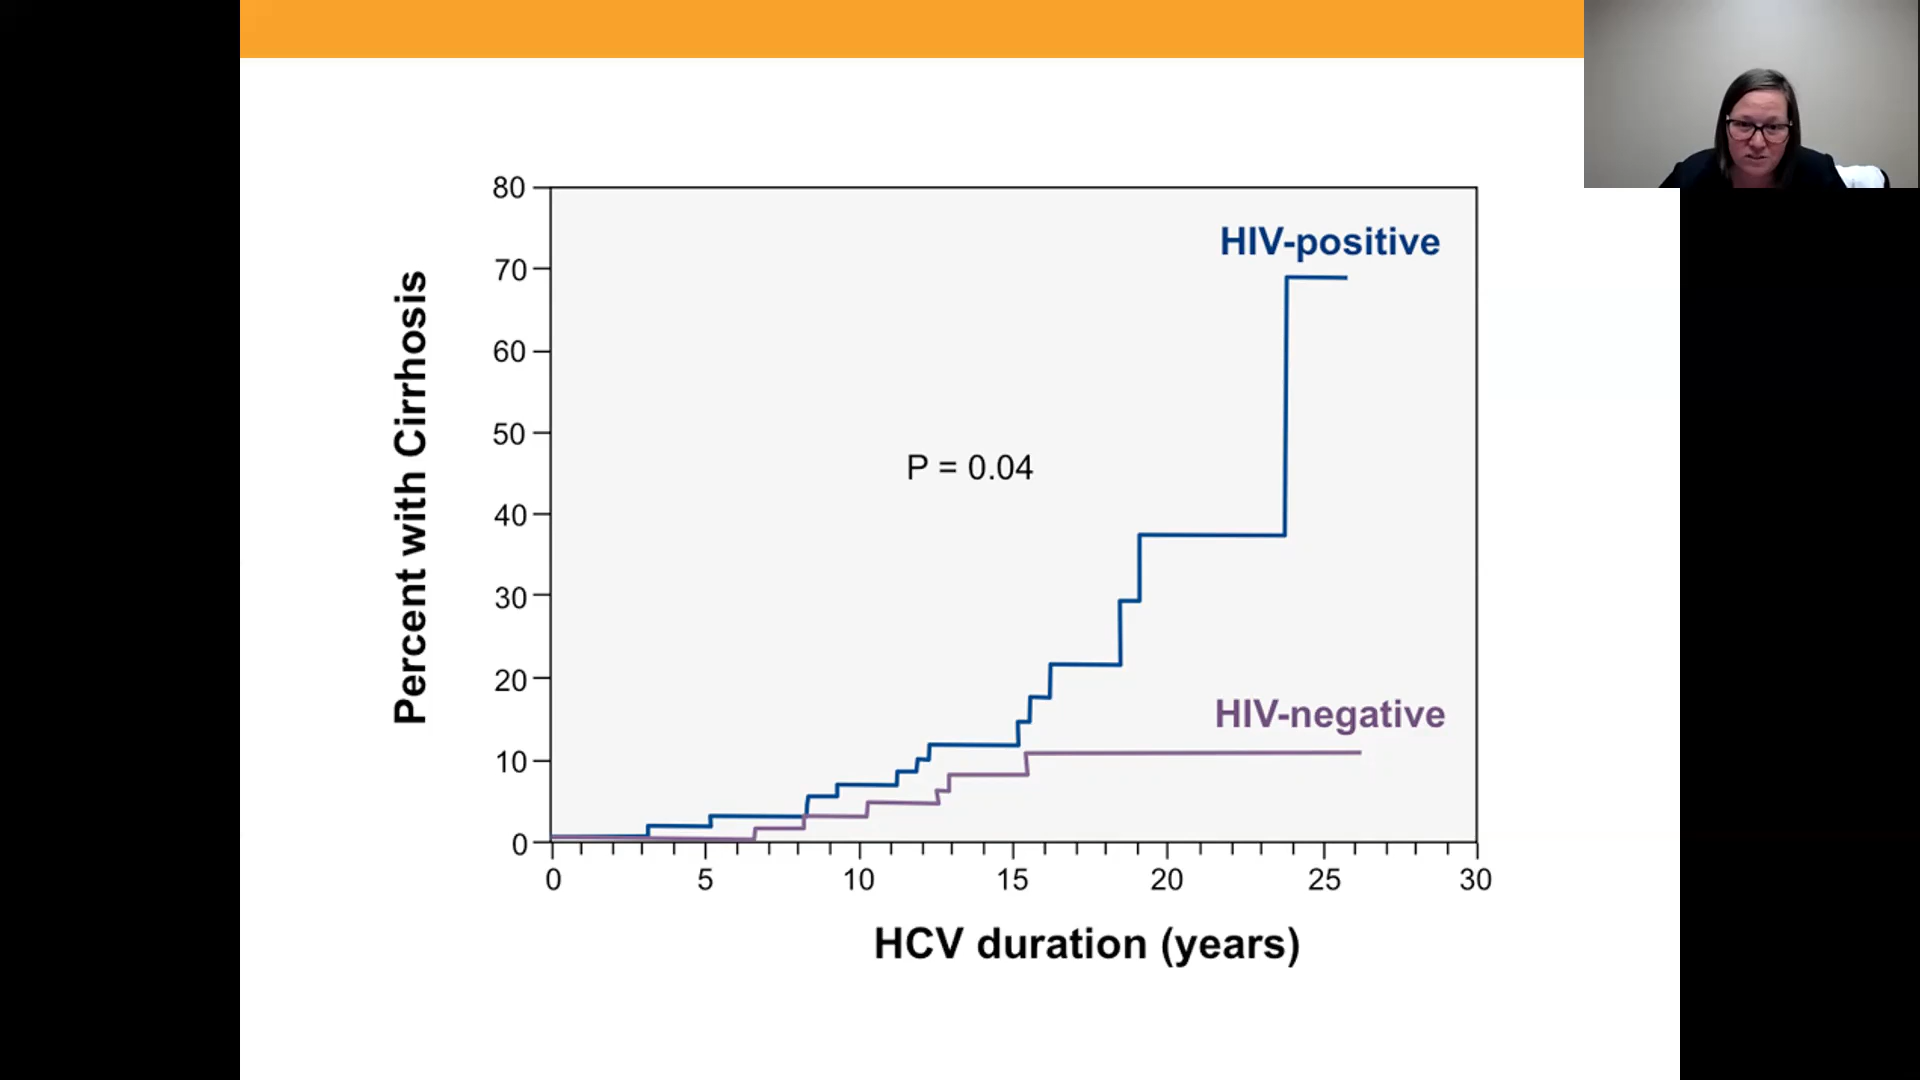 80
70
60
50
40
30
20
10
0
Percent with Cirrhosis
HIV-positive
P = 0.04
HIV-negative
0 5 10 15 20 25 30
HCV duration (years)